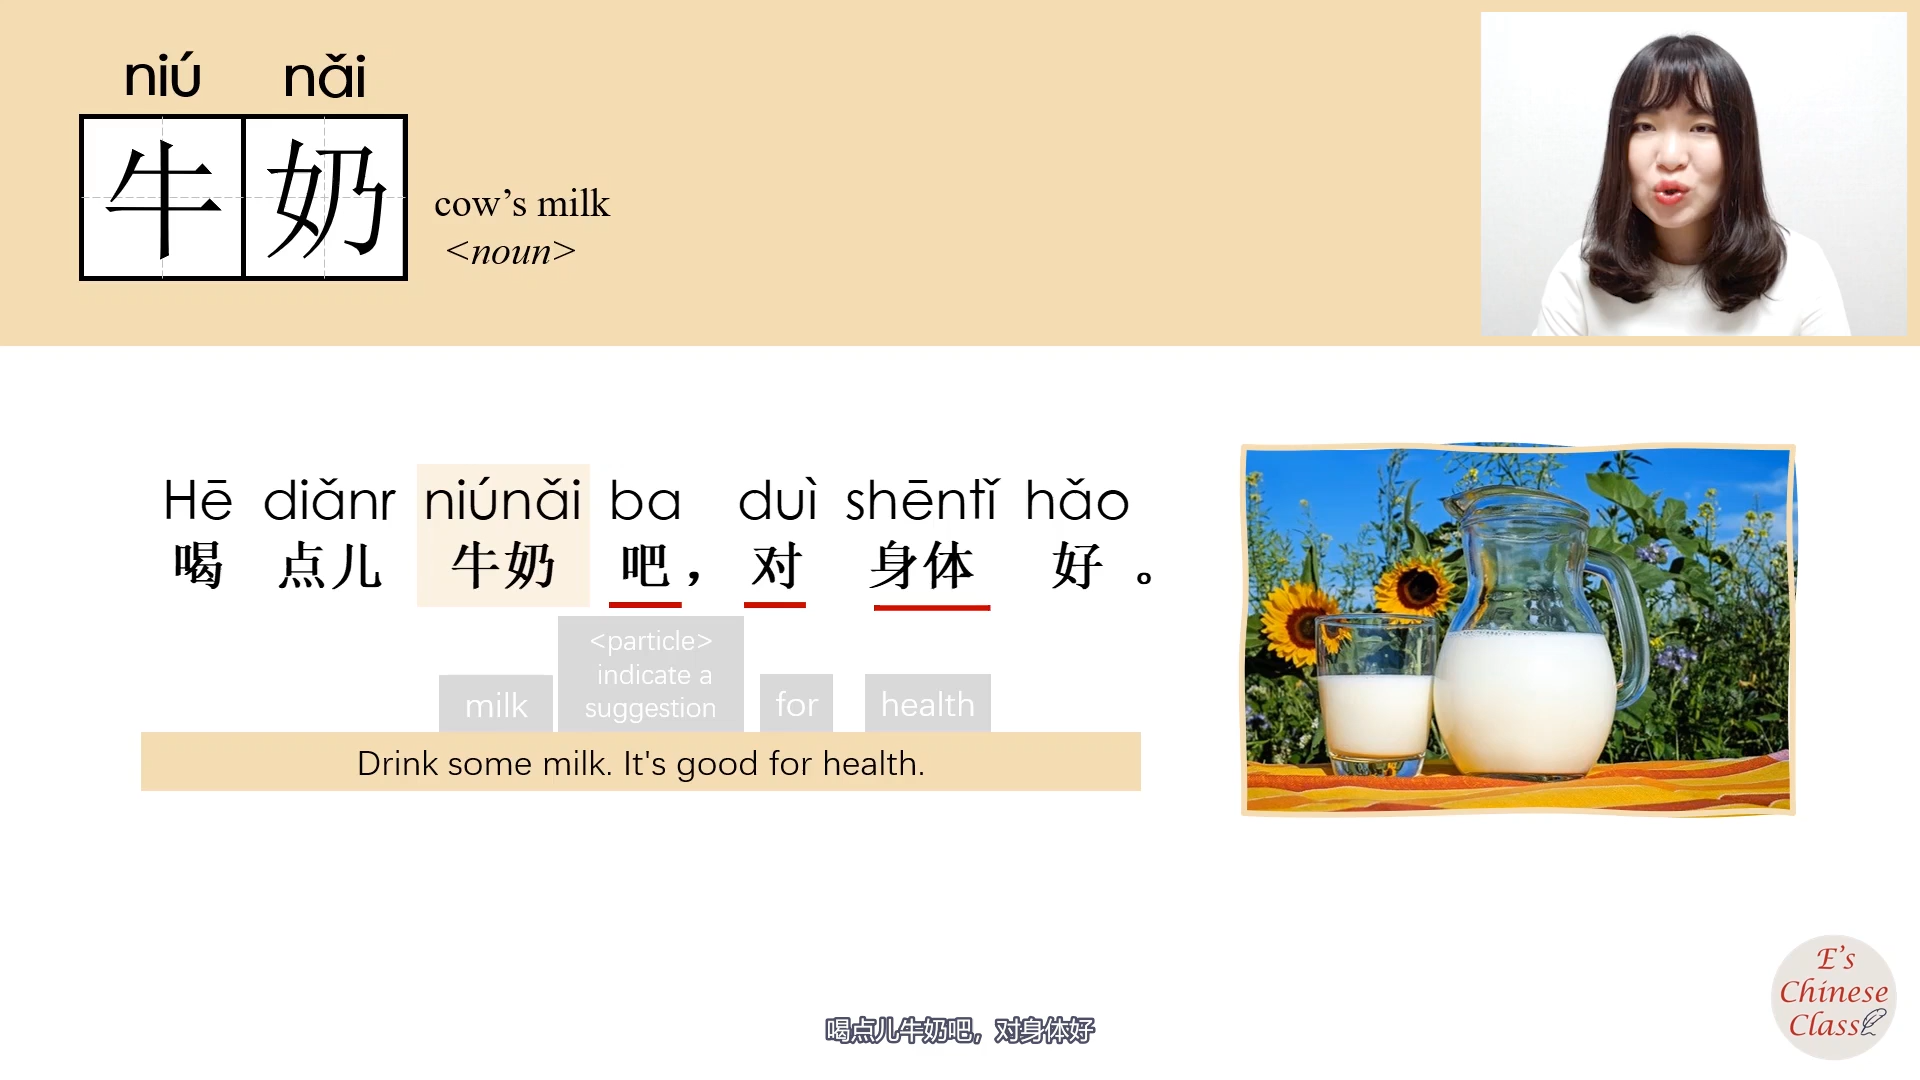 niú nǎi
牛奶
cow's milk
<noun>
Hē diǎnr niúnǎi ba duì shēntǐ hǎo
喝 点儿 牛奶 吧， 对 身体 好 。
<particle>
indicate a
suggestion
milk
for
health
Drink some milk. It's good for health.
喝点儿牛奶吧，对身体好
E's
Chinese
Class